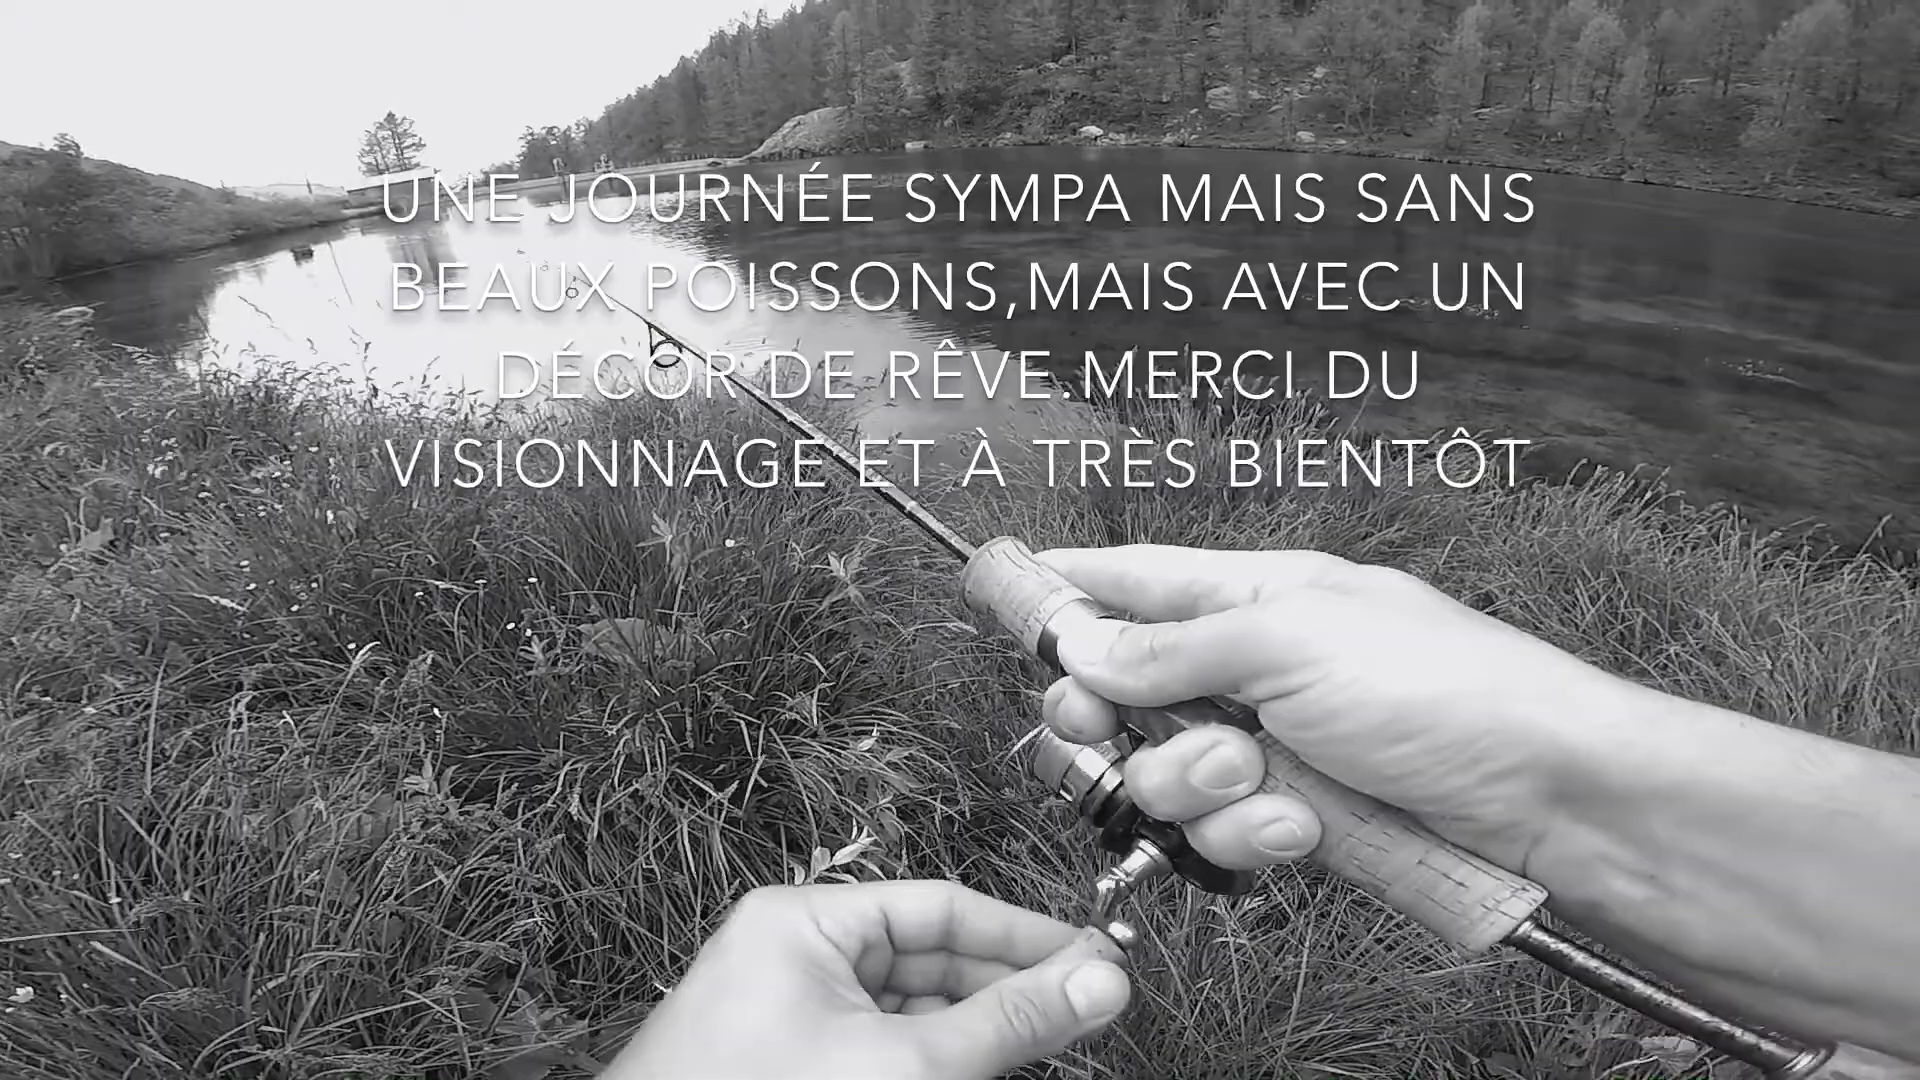 UNE JOURNÉE SYMPA MAIS SANS
BEAUX POISSONS,MAIS AVEC UN
DÉCOR DE RÊVE.MERCI DU
VISIONNAGE ET À TRÈS BIENTÔT